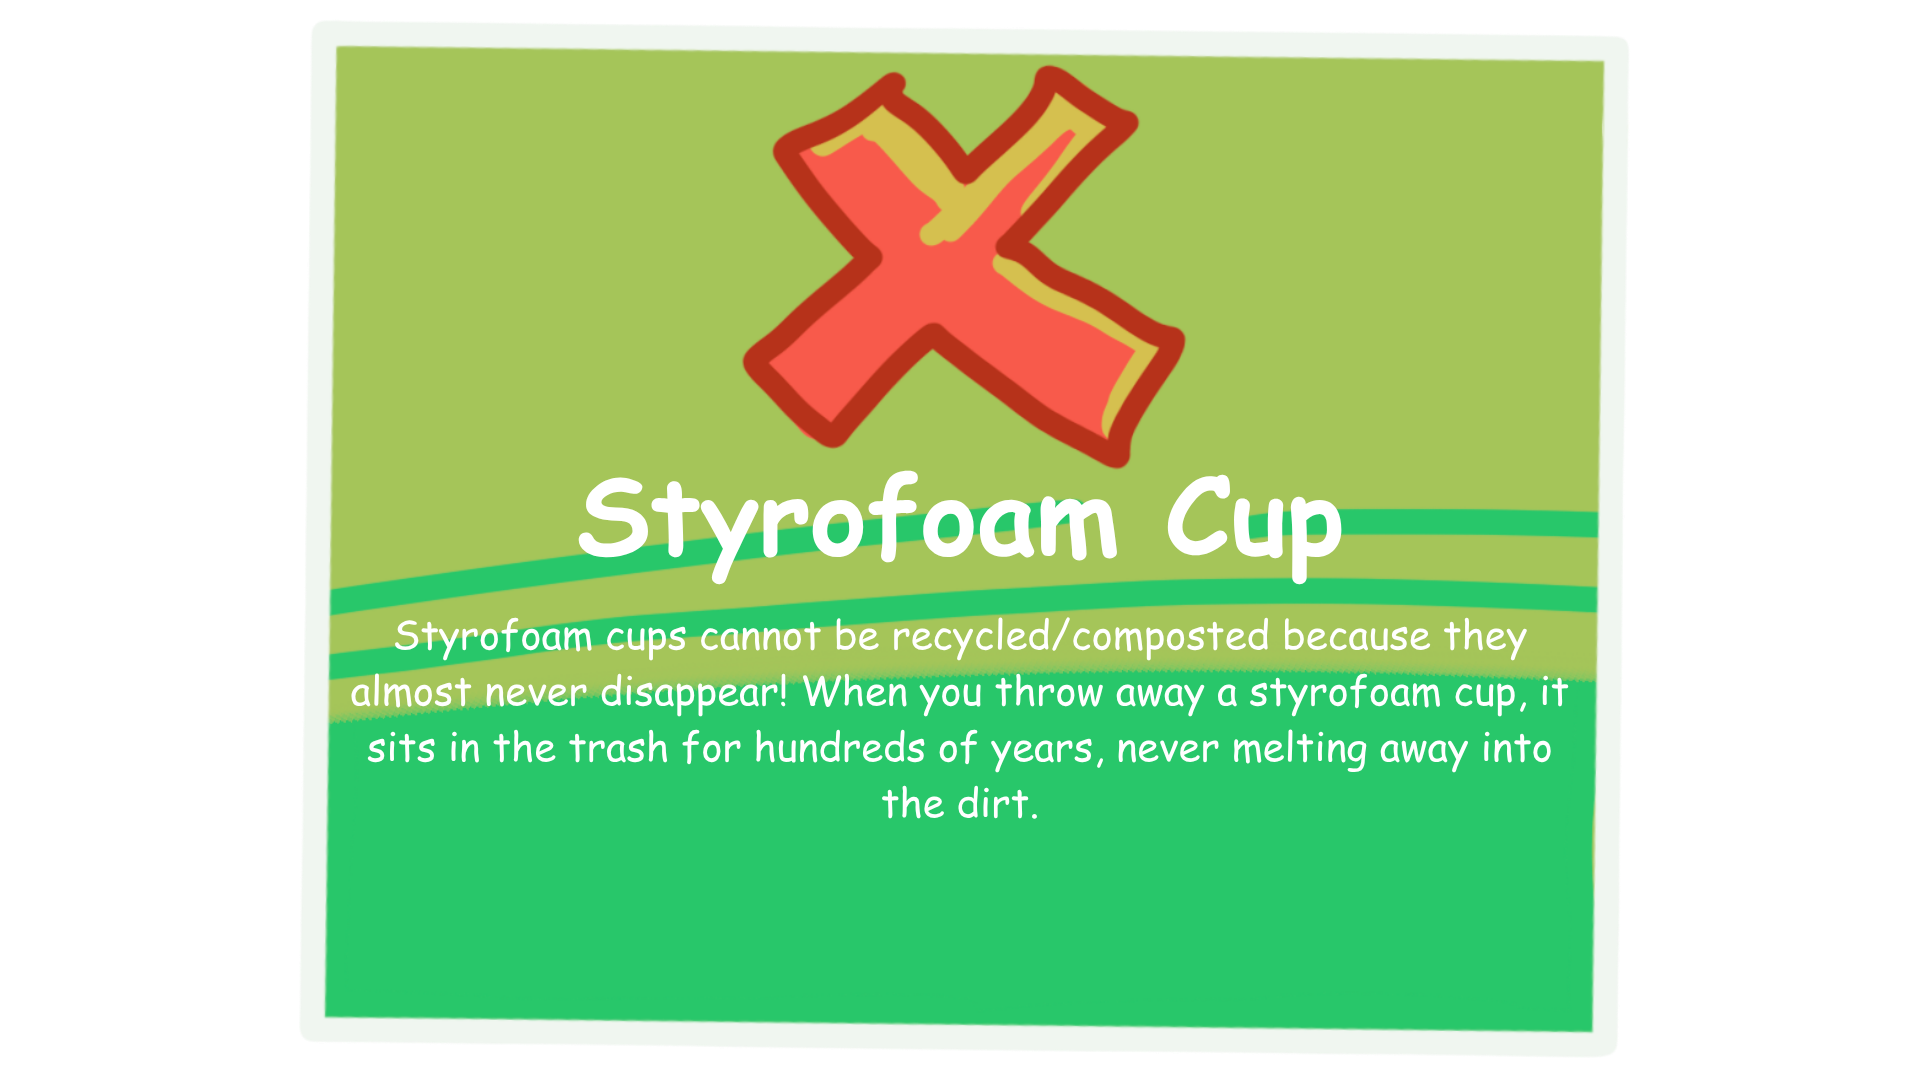 Styrofoam Cup
Styrofoam cups cannot be recycled/composted because they
almost never disappear! When you throw away a styrofoam cup, it
sits in the trash for hundreds of years, never melting away into
the dirt.